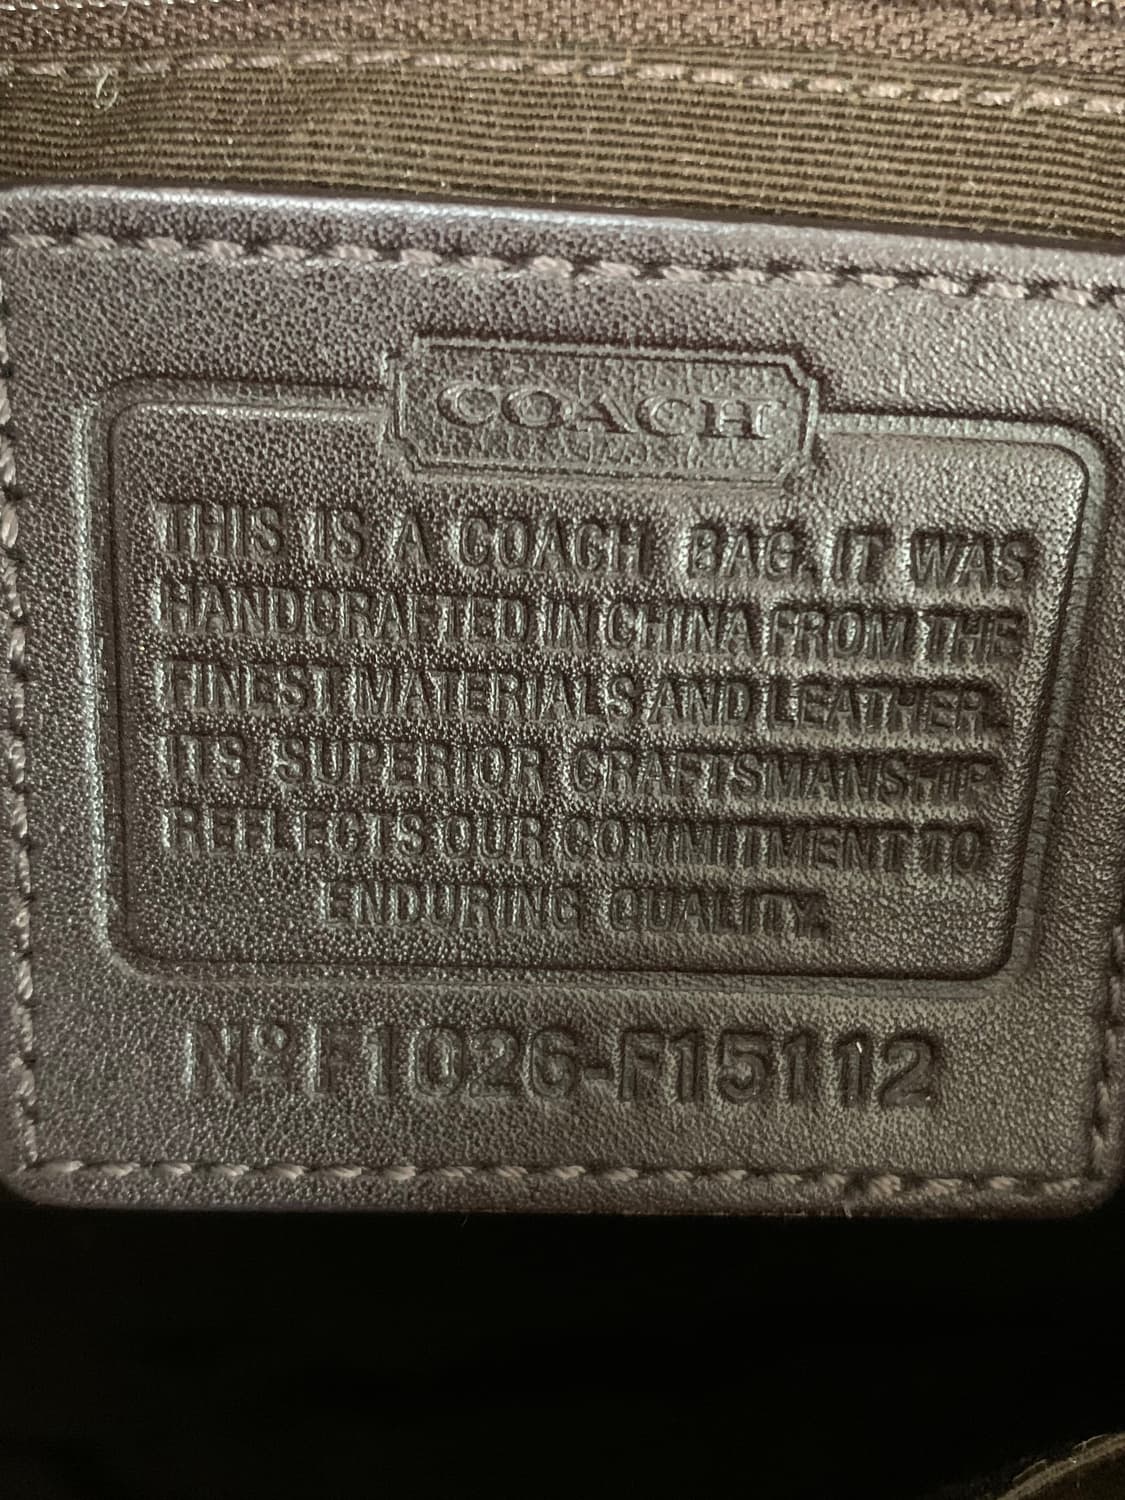 COACH
THIS IS A COACH BAG. IT WAS
HANDCRAFTED IN CHINA FROM THE
FINEST MATERIALS AND LEATHER.
ITS SUPERIOR CRAFTSMANSHIP
REFLECTS OUR COMMITMENT TO
ENDURING QUALITY.
Nº F1026-F15112